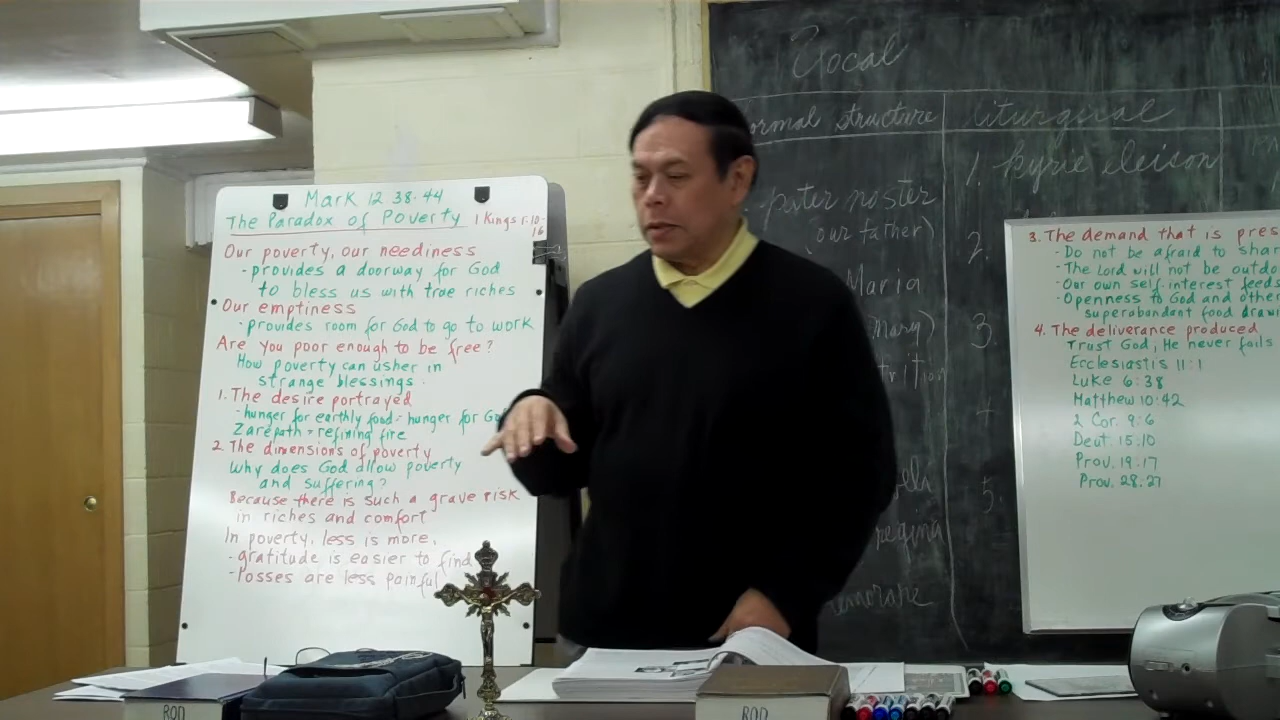 Mark 12 38-44
The Paradox of Poverty 1 Kings 17:10-
16
Our poverty, our neediness
- provides a doorway for God
to bless us with true riches
Our emptiness
- provides room for God to go to work
Are you poor enough to be free?
How poverty can usher in
strange blessings.
1. The desire portrayed
- hunger for earthly food = hunger for
Zarepath = refining fire
2. The dimensions of poverty
Why does God allow poverty
and suffering?
Because there is such a grave risk
in riches and comfort
In poverty, less is more,
- gratitude is easier to find
- losses are less painful
Vocal
ormal structure
pater noster
(our father)
Maria
Mary)
trition
regina
liturgical
1. Kyrie eleison
2.
3.
4
5.
3. The demand that is pres
- Do not be afraid to shar
- The Lord will not be outdo
- Our own self-interest feeds
- Openness to God and other
superabundant food drawi
4. The deliverance produced
Trust God, He never fails
Ecclesiastis 11:1
Luke 6:38
Matthew 10:42
2 Cor. 9:6
Deut. 15:10
Prov. 19:17
Prov. 28:27
ROD
ROD